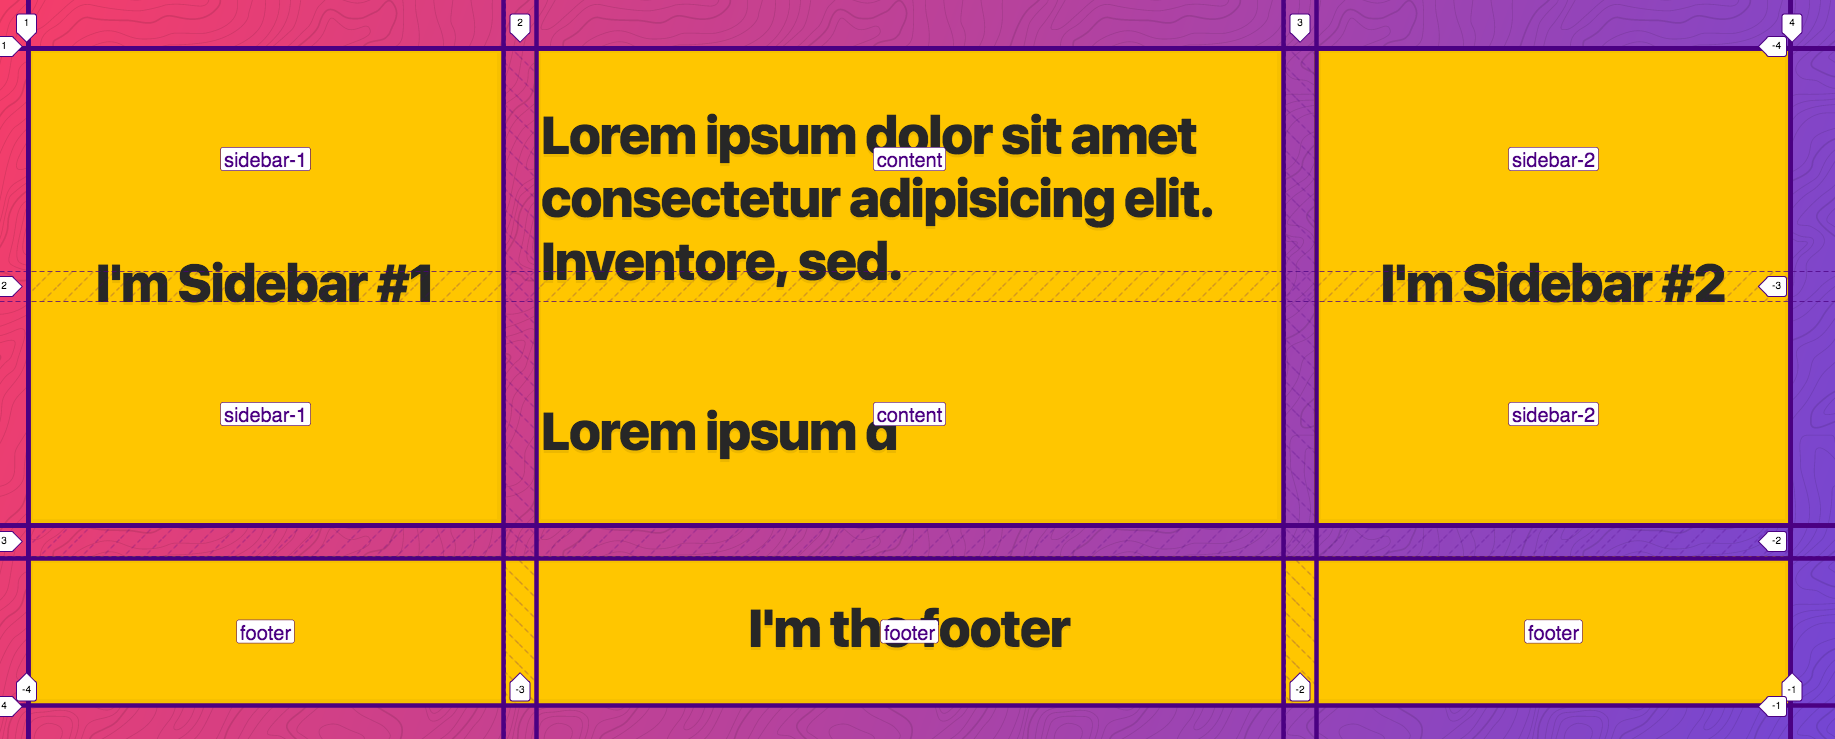 1
2
3
4
1
-4
Lorem ipsum dolor sit amet
sidebar-1
content
sidebar-2
consectetur adipisicing elit.
Inventore, sed.
2
I'm Sidebar #1
I'm Sidebar #2
-3
sidebar-1
content
sidebar-2
Lorem ipsum d
3
-2
I'm the footer
footer
footer
footer
-4
-3
-2
-1
4
-1